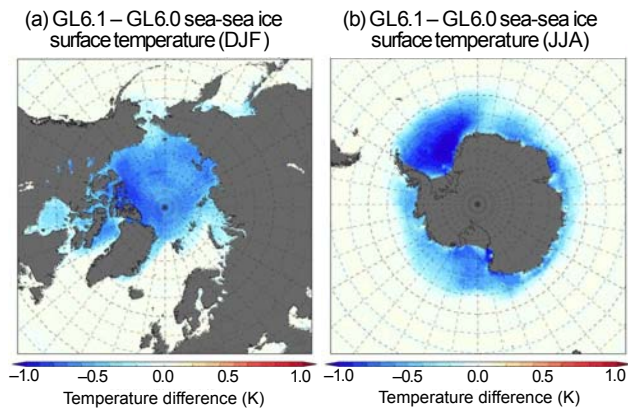 (a) GL6.1 – GL6.0 sea-sea ice
surface temperature (DJF)
(b) GL6.1 – GL6.0 sea-sea ice
surface temperature (JJA)
–1.0 –0.5 0.0 0.5 1.0
Temperature difference (K)
–1.0 –0.5 0.0 0.5 1.0
Temperature difference (K)